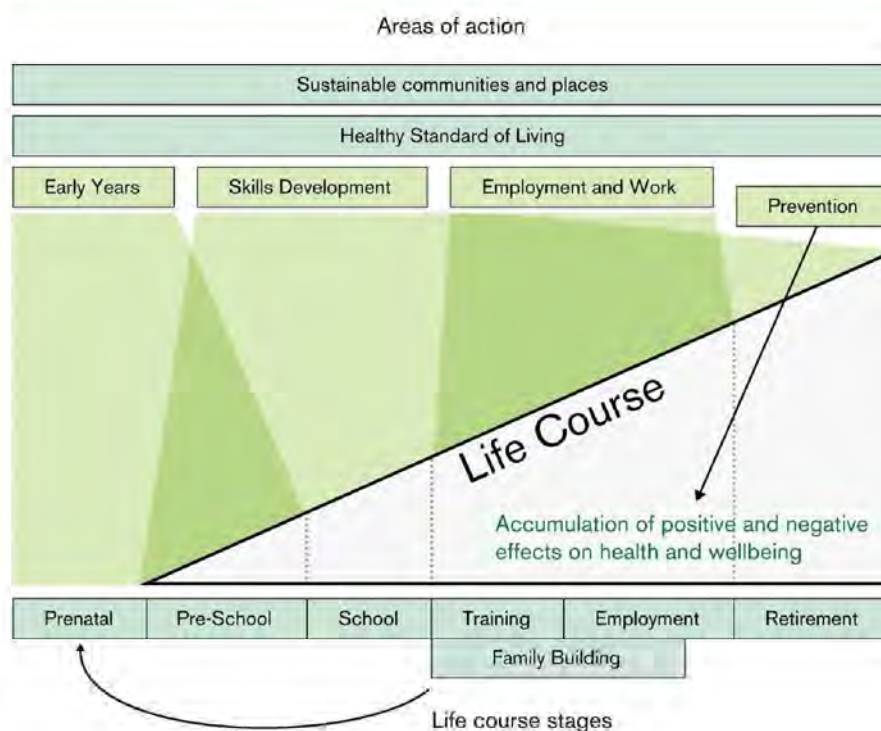 Areas of action
Sustainable communities and places
Healthy Standard of Living
Early Years
Skills Development
Employment and Work
Prevention
Life Course
Accumulation of positive and negative
effects on health and wellbeing
Prenatal
Pre-School
School
Training
Employment
Retirement
Family Building
Life course stages